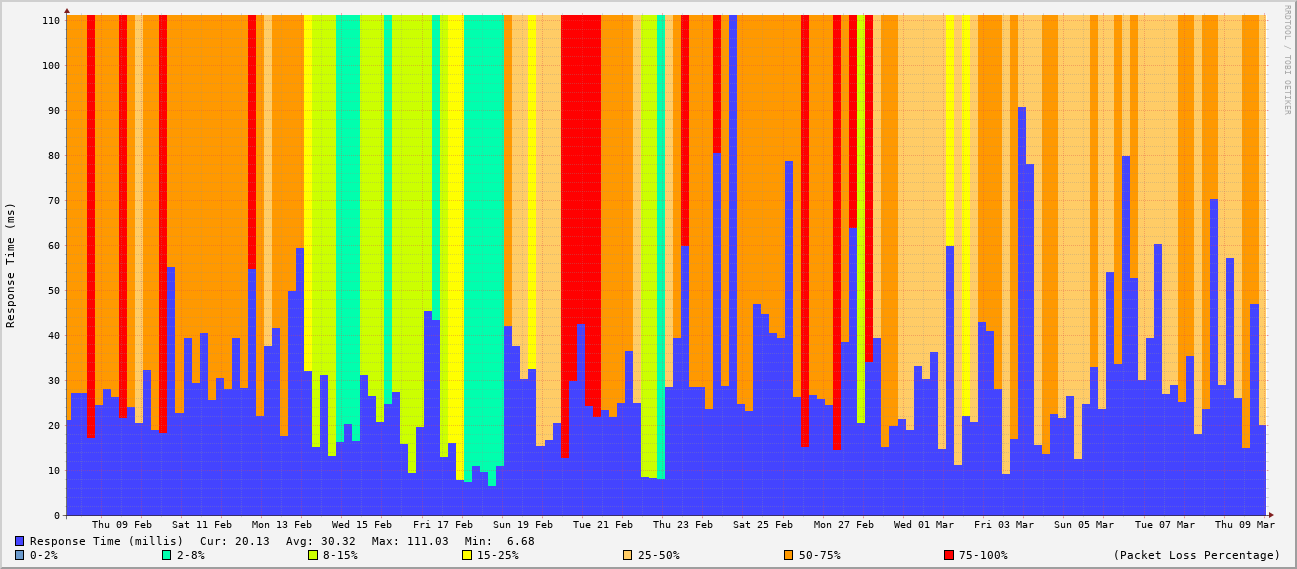 RRDTOOL / TOBI OETIKER
Response Time (ms)
110
100
90
80
70
60
50
40
30
20
10
0
Thu 09 Feb Sat 11 Feb Mon 13 Feb Wed 15 Feb Fri 17 Feb Sun 19 Feb Tue 21 Feb Thu 23 Feb Sat 25 Feb Mon 27 Feb Wed 01 Mar Fri 03 Mar Sun 05 Mar Tue 07 Mar Thu 09 Mar
Response Time (millis) Cur: 20.13 Avg: 30.32 Max: 111.03 Min: 6.68
0-2% 2-8% 8-15% 15-25% 25-50% 50-75% 75-100% (Packet Loss Percentage)